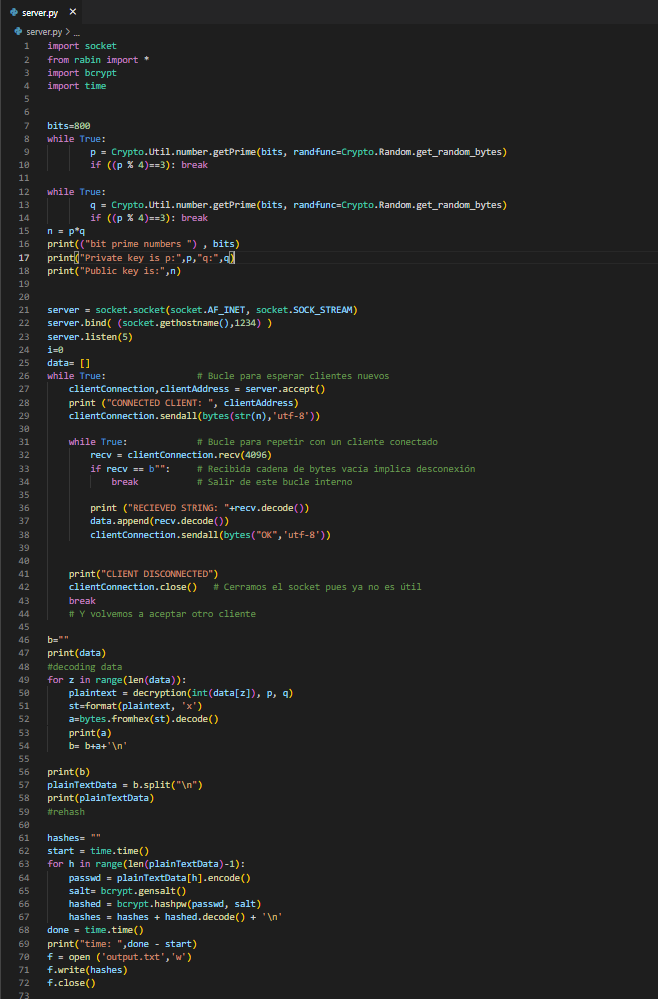 server.py ×
server.py > ...
1 import socket
2 from rabin import *
3 import bcrypt
4 import time
5
6
7 bits=800
8 while True:
9 p = Crypto.Util.number.getPrime(bits, randfunc=Crypto.Random.get_random_bytes)
10 if ((p % 4)==3): break
11
12 while True:
13 q = Crypto.Util.number.getPrime(bits, randfunc=Crypto.Random.get_random_bytes)
14 if ((p % 4)==3): break
15 n = p*q
16 print(("bit prime numbers ") , bits)
17 print("Private key is p:",p,"q:",q)
18 print("Public key is:",n)
19
20
21 server = socket.socket(socket.AF_INET, socket.SOCK_STREAM)
22 server.bind( (socket.gethostname(),1234) )
23 server.listen(5)
24 i=0
25 data= []
26 while True: # Bucle para esperar clientes nuevos
27 clientConnection,clientAddress = server.accept()
28 print ("CONNECTED CLIENT: ", clientAddress)
29 clientConnection.sendall(bytes(str(n),'utf-8'))
30
31 while True: # Bucle para repetir con un cliente conectado
32 recv = clientConnection.recv(4096)
33 if recv == b"": # Recibida cadena de bytes vacía implica desconexión
34 break # Salir de este bucle interno
35
36 print ("RECIEVED STRING: "+recv.decode())
37 data.append(recv.decode())
38 clientConnection.sendall(bytes("OK",'utf-8'))
39
40
41 print("CLIENT DISCONNECTED")
42 clientConnection.close() # Cerramos el socket pues ya no es útil
43 break
44 # Y volvemos a aceptar otro cliente
45
46 b=""
47 print(data)
48 #decoding data
49 for z in range(len(data)):
50 plaintext = decryption(int(data[z]), p, q)
51 st=format(plaintext, 'x')
52 a=bytes.fromhex(st).decode()
53 print(a)
54 b= b+a+'\n'
55
56 print(b)
57 plainTextData = b.split("\n")
58 print(plainTextData)
59 #rehash
60
61 hashes= ""
62 start = time.time()
63 for h in range(len(plainTextData)-1):
64 passwd = plainTextData[h].encode()
65 salt= bcrypt.gensalt()
66 hashed = bcrypt.hashpw(passwd, salt)
67 hashes = hashes + hashed.decode() + '\n'
68 done = time.time()
69 print("time: ",done - start)
70 f = open ('output.txt','w')
71 f.write(hashes)
72 f.close()
73